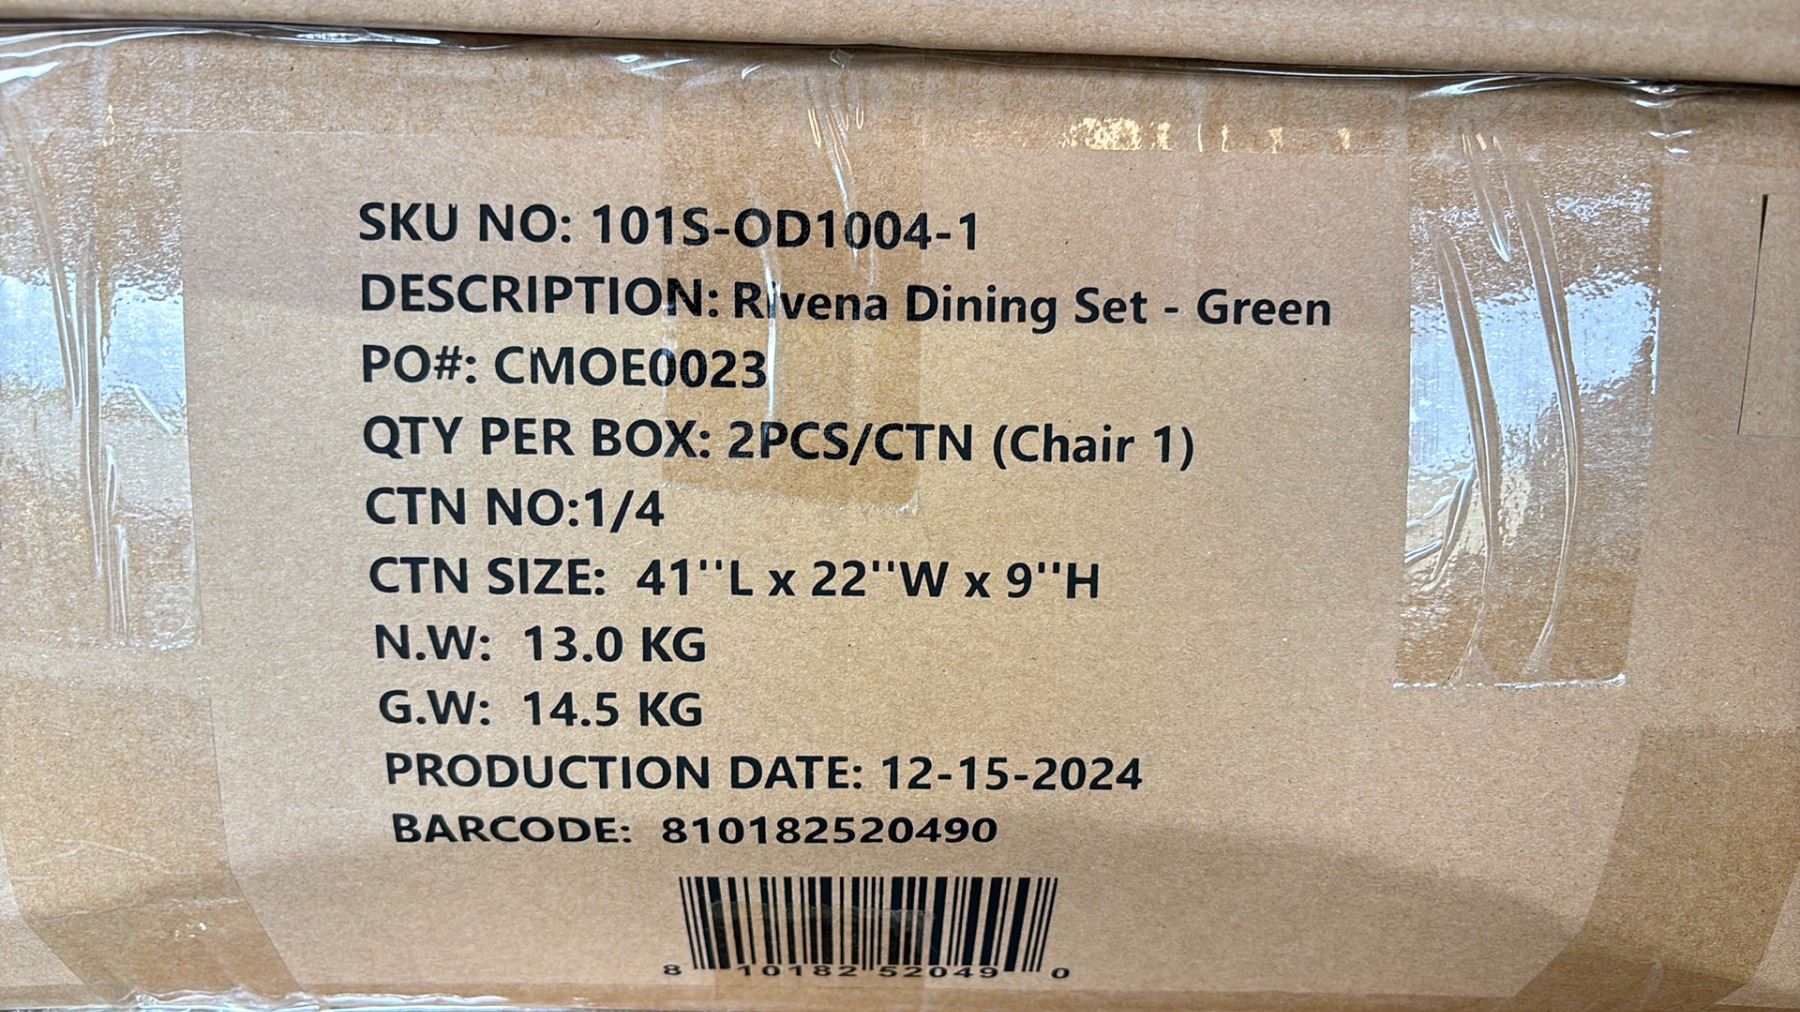 SKU NO: 101S-OD1004-1
DESCRIPTION: Rivena Dining Set - Green
PO#: CMOE0023
QTY PER BOX: 2PCS/CTN (Chair 1)
CTN NO:1/4
CTN SIZE: 41''L x 22''W x 9''H
N.W: 13.0 KG
G.W: 14.5 KG
PRODUCTION DATE: 12-15-2024
BARCODE: 810182520490
8 10182 52049 0